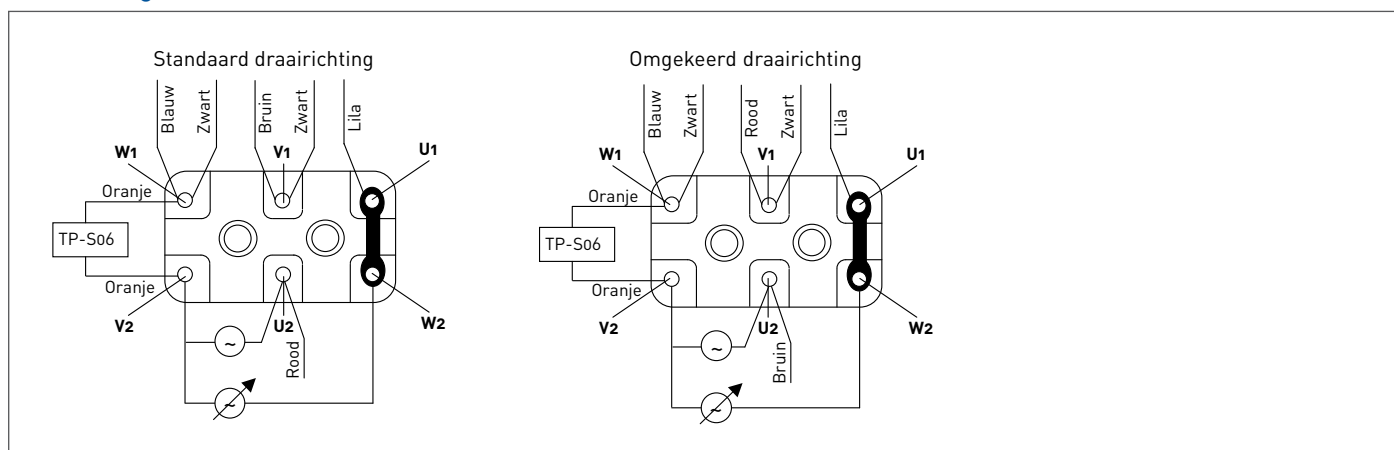 Standaard draairichting
Blauw
Zwart
Bruin
Zwart
Lila
W1
V1
U1
Oranje
TP-S06
Oranje
V2
U2
W2
Rood
~
~
Omgekeerd draairichting
Blauw
Zwart
Rood
Zwart
Lila
W1
V1
U1
Oranje
TP-S06
Oranje
V2
U2
W2
Bruin
~
~